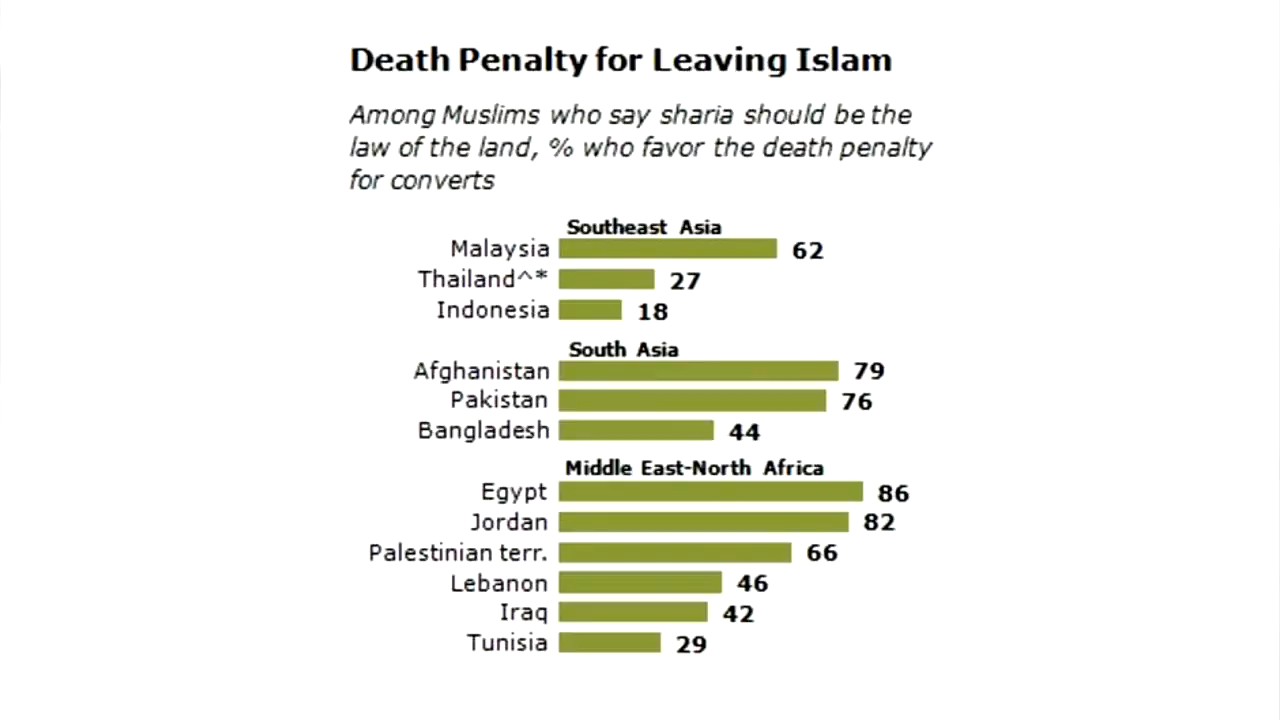 Death Penalty for Leaving Islam
Among Muslims who say sharia should be the
law of the land, % who favor the death penalty
for converts
Southeast Asia
Malaysia 62
Thailand^* 27
Indonesia 18
South Asia
Afghanistan 79
Pakistan 76
Bangladesh 44
Middle East-North Africa
Egypt 86
Jordan 82
Palestinian terr. 66
Lebanon 46
Iraq 42
Tunisia 29